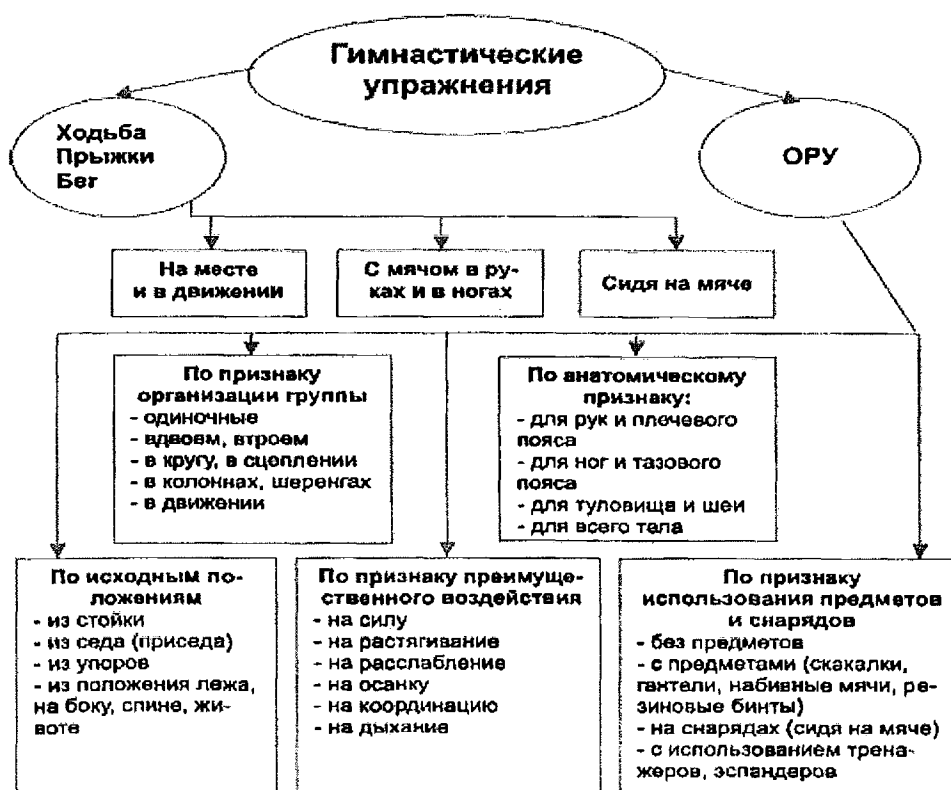 Гимнастические
упражнения
Ходьба
Прыжки
Бег
ОРУ
На месте
и в движении
С мячом в ру-
ках и в ногах
Сидя на мяче
По признаку
организации группы
- одиночные
- вдвоем, втроем
- в кругу, в сцеплении
- в колоннах, шеренгах
- в движении
По анатомическому
признаку:
- для рук и плечевого
пояса
- для ног и тазового
пояса
- для туловища и шеи
- для всего тела
По исходным по-
ложениям
- из стойки
- из седа (приседа)
- из упоров
- из положения лежа,
на боку, спине, жи-
воте
По признаку преимуще-
ственного воздействия
- на силу
- на растягивание
- на расслабление
- на осанку
- на координацию
- на дыхание
По признаку
использования предметов
и снарядов
- без предметов
- с предметами (скакалки,
гантели, набивные мячи, ре-
зиновые бинты)
- на снарядах (сидя на мяче)
- с использованием трена-
жеров, эспандеров